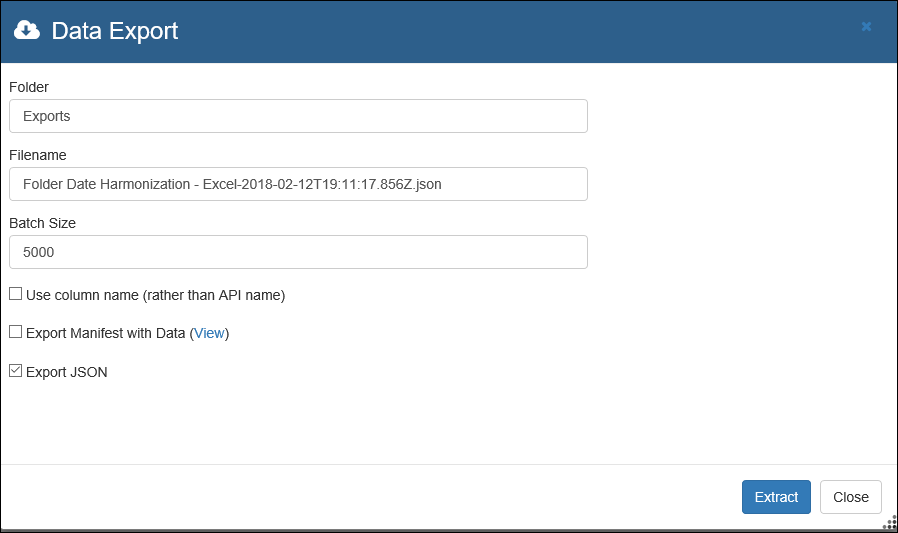 Data Export
Folder
Exports
Filename
Folder Date Harmonization - Excel-2018-02-12T19:11:17.856Z.json
Batch Size
5000
Use column name (rather than API name)
Export Manifest with Data (View)
Export JSON
Extract Close